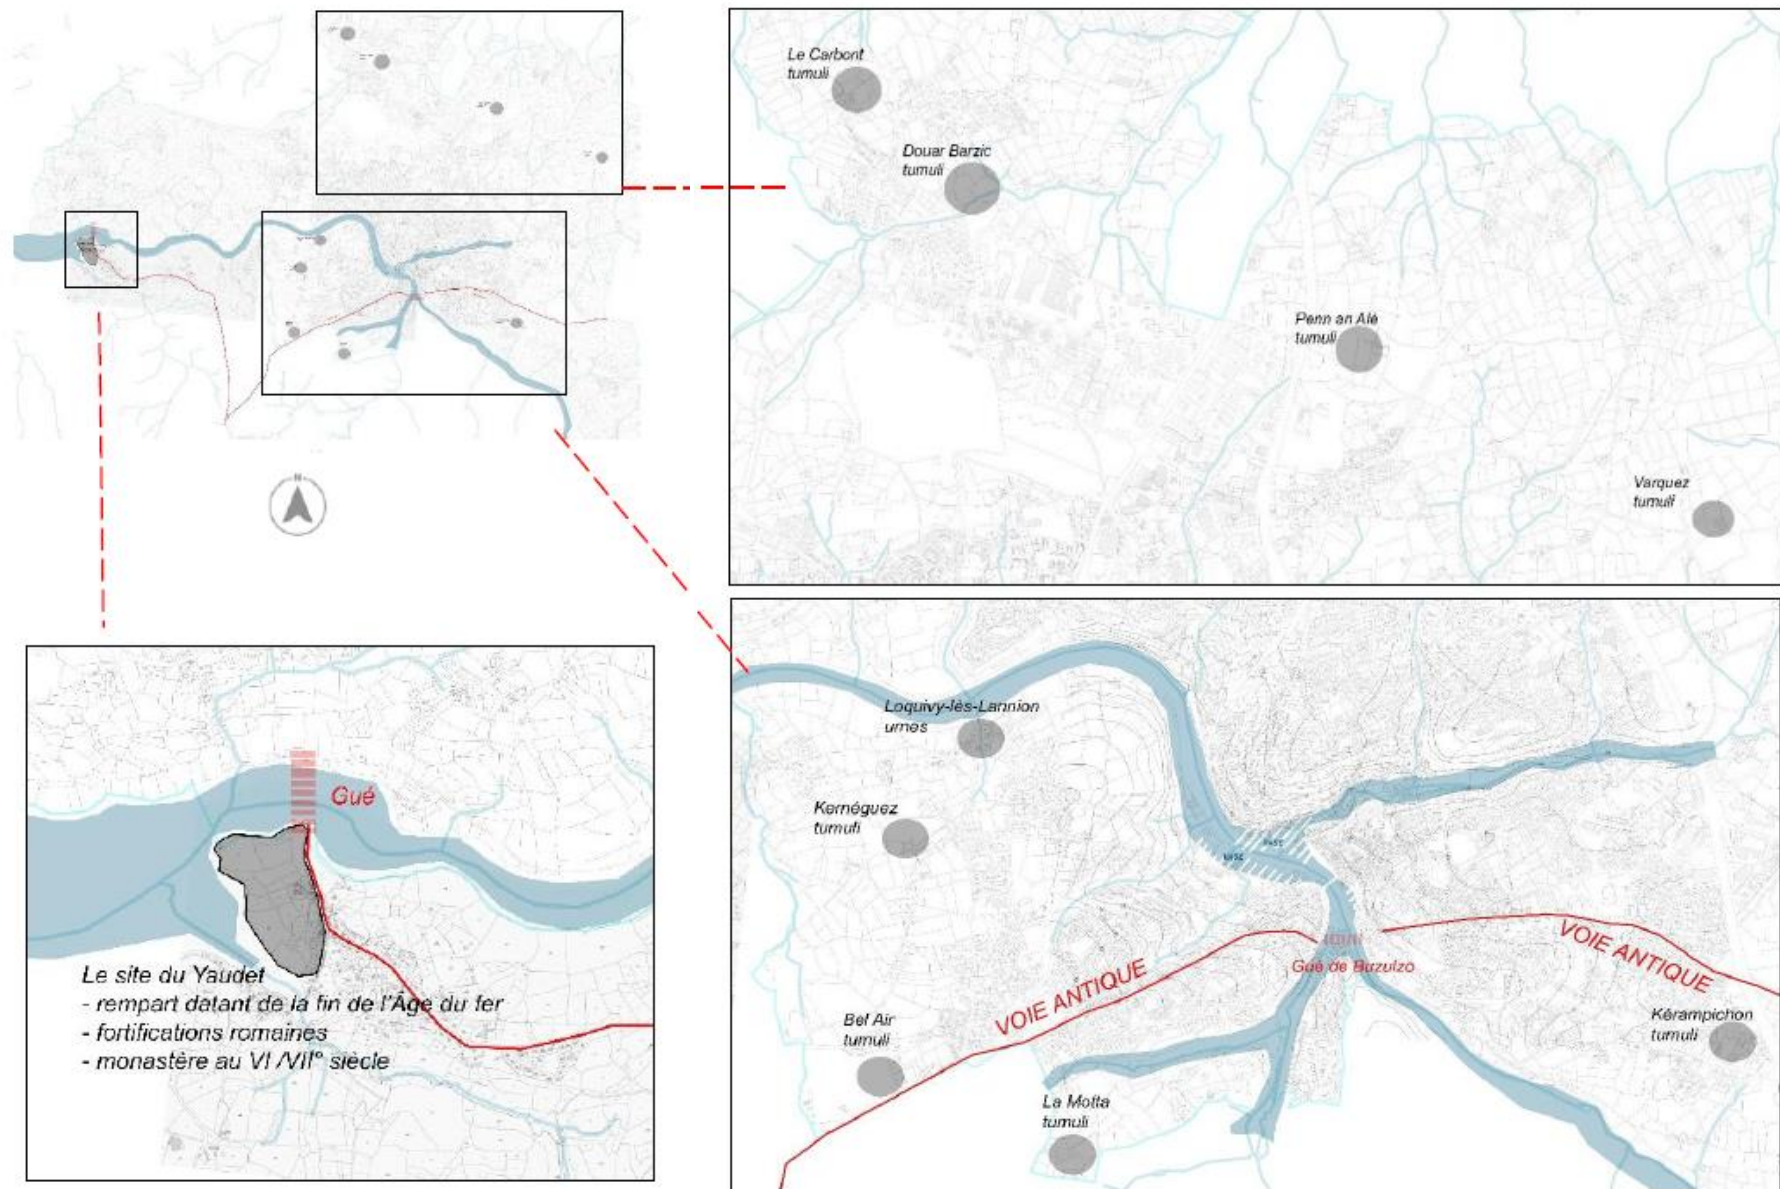 Le Carbont
tumuli
Douar Barzic
tumuli
Penn an Alé
tumuli
Varquez
tumuli
N
Gué
Le site du Yaudet
- rempart datant de la fin de l'Âge du fer
- fortifications romaines
- monastère au VI /VII° siècle
Loquivy-lès-Lannion
urnes
Kernéguez
tumuli
VASE
VASE
VOIE ANTIQUE
Gué de Buzulzo
VOIE ANTIQUE
Bel Air
tumuli
Kérampichon
tumuli
La Motta
tumuli